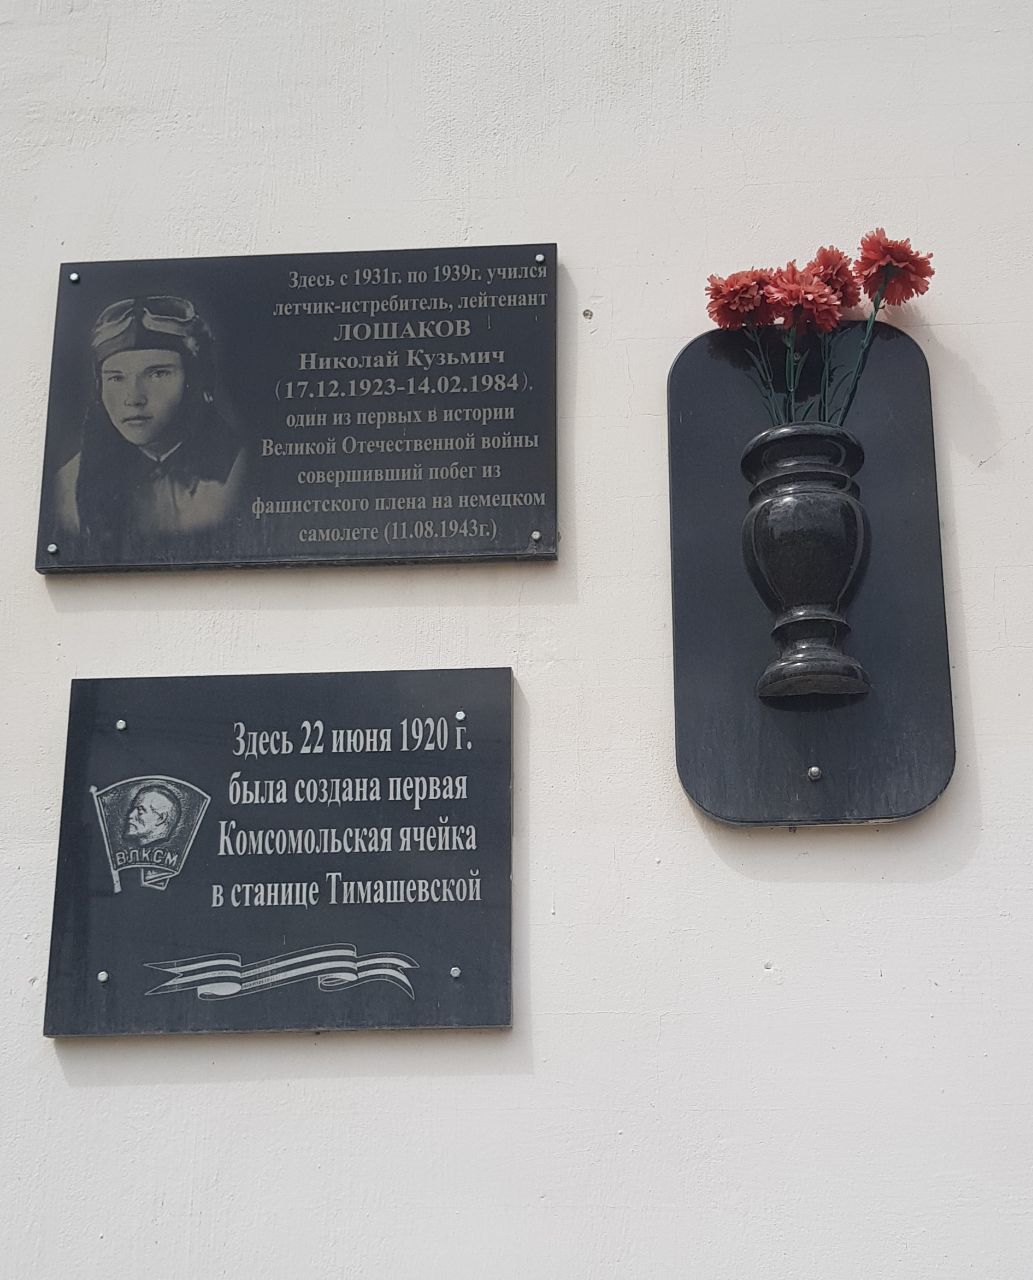 Здесь с 1931г. по 1939г. учился
летчик-истребитель, лейтенант
ЛОШАКОВ
Николай Кузьмич
(17.12.1923-14.02.1984).
один из первых в истории
Великой Отечественной войны
совершивший побег из
фашистского плена на немецком
самолете (11.08.1943г.)
Здесь 22 июня 1920 г.
была создана первая
Комсомольская ячейка
в станице Тимашевской
ВЛКСМ